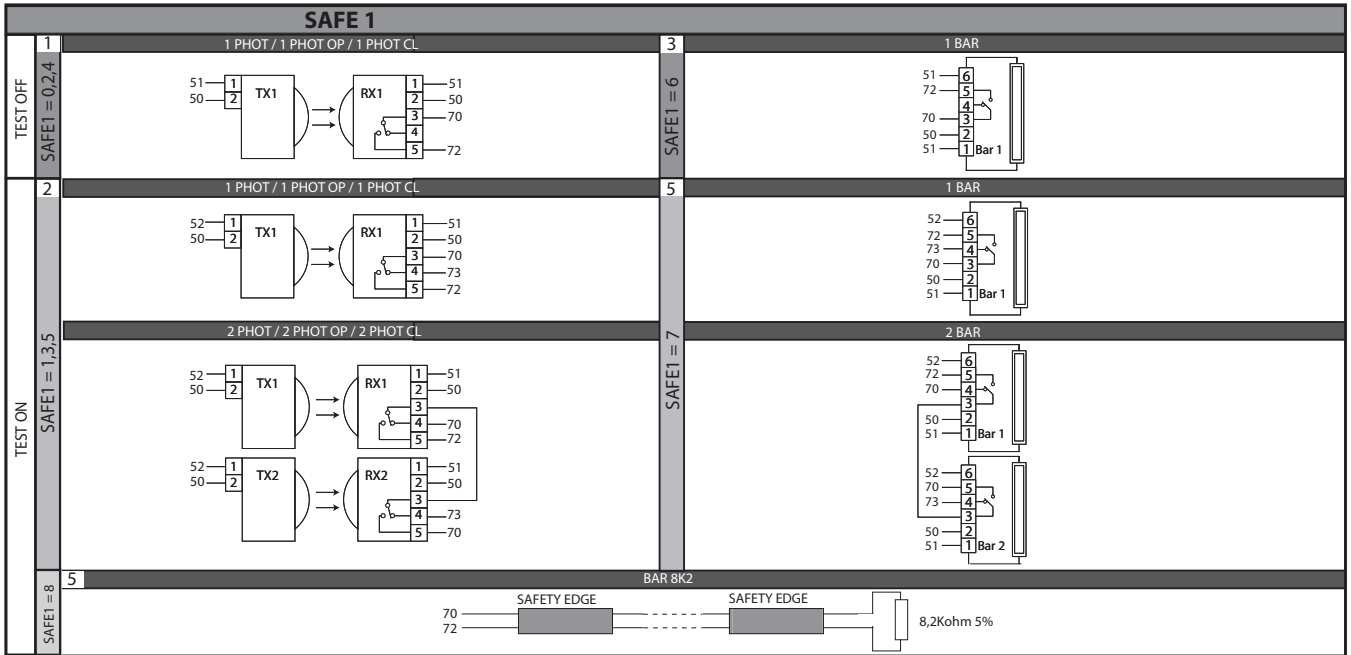 SAFE 1
TEST OFF
SAFE1 = 0,2,4
1
1 PHOT / 1 PHOT OP / 1 PHOT CL
51 1 TX1 RX1 1 51
50 2 2 50
3 70
4
5 72
SAFE1 = 6
3
1 BAR
51 6
72 5
4
70 3
50 2
51 1 Bar 1
TEST ON
SAFE1 = 1,3,5
2
1 PHOT / 1 PHOT OP / 1 PHOT CL
52 1 TX1 RX1 1 51
50 2 2 50
3 70
4 73
5 72
2 PHOT / 2 PHOT OP / 2 PHOT CL
52 1 TX1 RX1 1 51
50 2 2 50
3
4 70
5 72
52 1 TX2 RX2 1 51
50 2 2 50
3
4 73
5 70
SAFE1 = 7
5
1 BAR
52 6
72 5
73 4
70 3
50 2
51 1 Bar 1
2 BAR
52 6
72 5
70 4
3
50 2
51 1 Bar 1
52 6
70 5
73 4
3
50 2
51 1 Bar 2
SAFE1 = 8
5
BAR 8K2
SAFETY EDGE SAFETY EDGE
70
72
8,2Kohm 5%